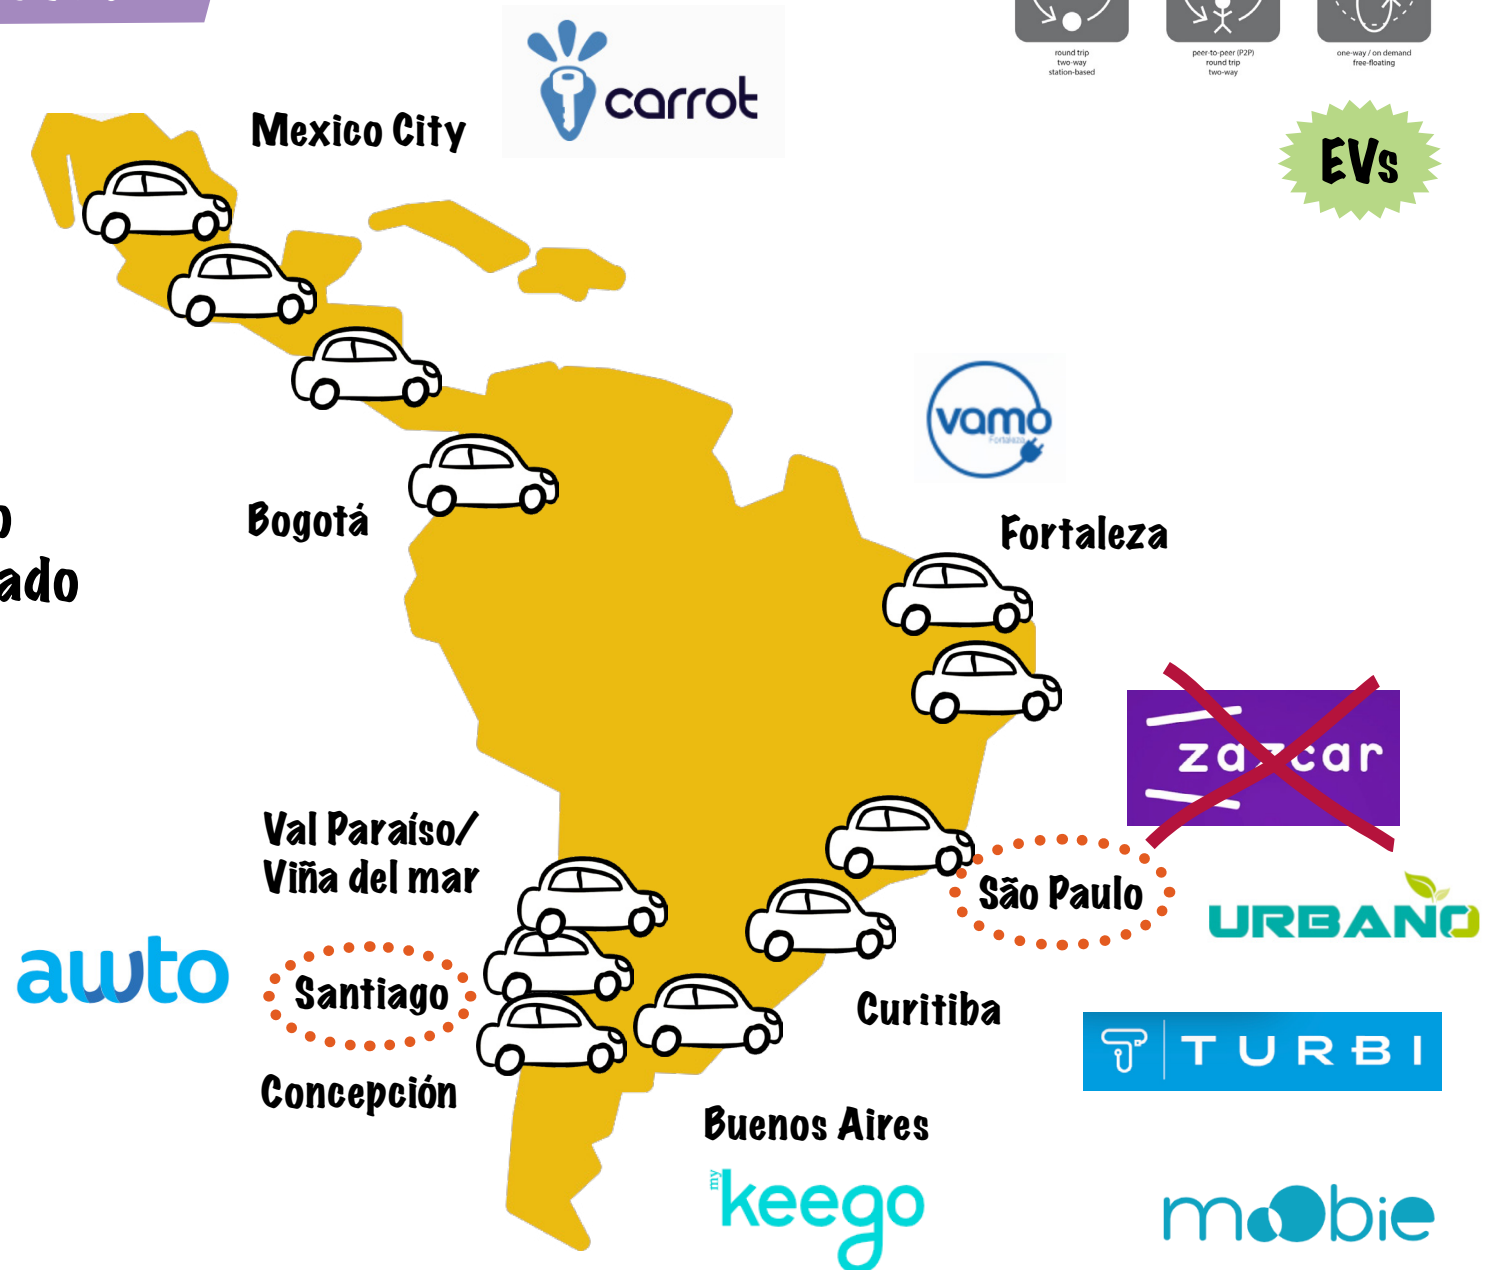 round trip
two-way
station-based
peer-to-peer (P2P)
round trip
two-way
one-way / on demand
free-floating
carrot
Mexico City
EVs
vamo
Fortaleza
Bogotá
Fortaleza
ado
zazcar
Val Paraíso/
Viña del mar
São Paulo
URBANO
awto
Santiago
Curitiba
TURBI
Concepción
Buenos Aires
my
keego
moobie